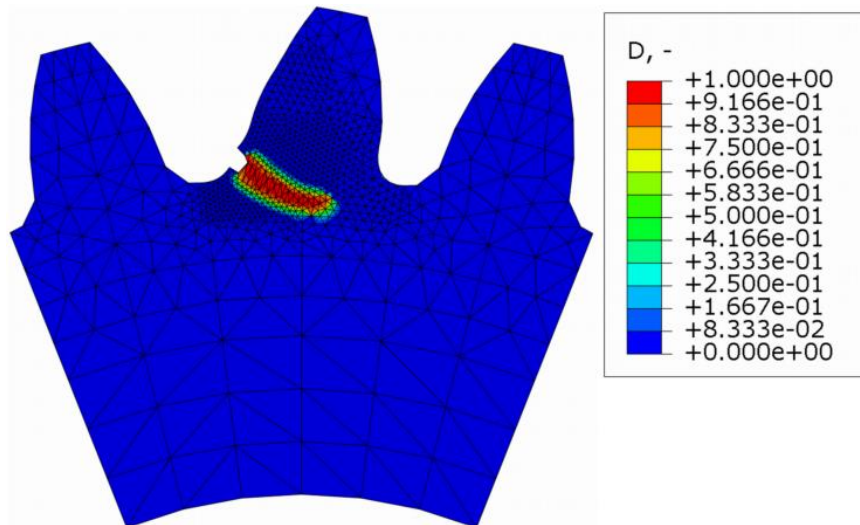 D, -
+1.000e+00
+9.166e-01
+8.333e-01
+7.500e-01
+6.666e-01
+5.833e-01
+5.000e-01
+4.166e-01
+3.333e-01
+2.500e-01
+1.667e-01
+8.333e-02
+0.000e+00